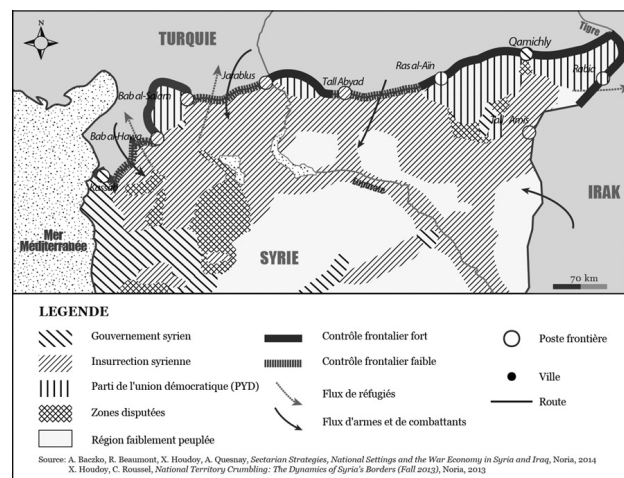 N
TURQUIE
Tigre
Qamichly
Ras al-Aïn
Rabia
Jarablus
Tall Abyad
Bab al-Salam
Tall Amis
Bab al-Hawa
Kassab
Euphrate
IRAK
Mer
Méditerrabée
SYRIE
70 km
LEGENDE
Gouvernement syrien
Insurrection syrienne
Parti de l'union démocratique (PYD)
Zones disputées
Région faiblement peuplée
Contrôle frontalier fort
Contrôle frontalier faible
Flux de réfugiés
Flux d'armes et de combattants
Poste frontière
Ville
Route
Source: A. Baczko, R. Beaumont, X. Houdoy, A. Quesnay, Sectarian Strategies, National Settings and the War Economy in Syria and Iraq, Noria, 2014
X. Houdoy, C. Roussel, National Territory Crumbling: The Dynamics of Syria's Borders (Fall 2013), Noria, 2013